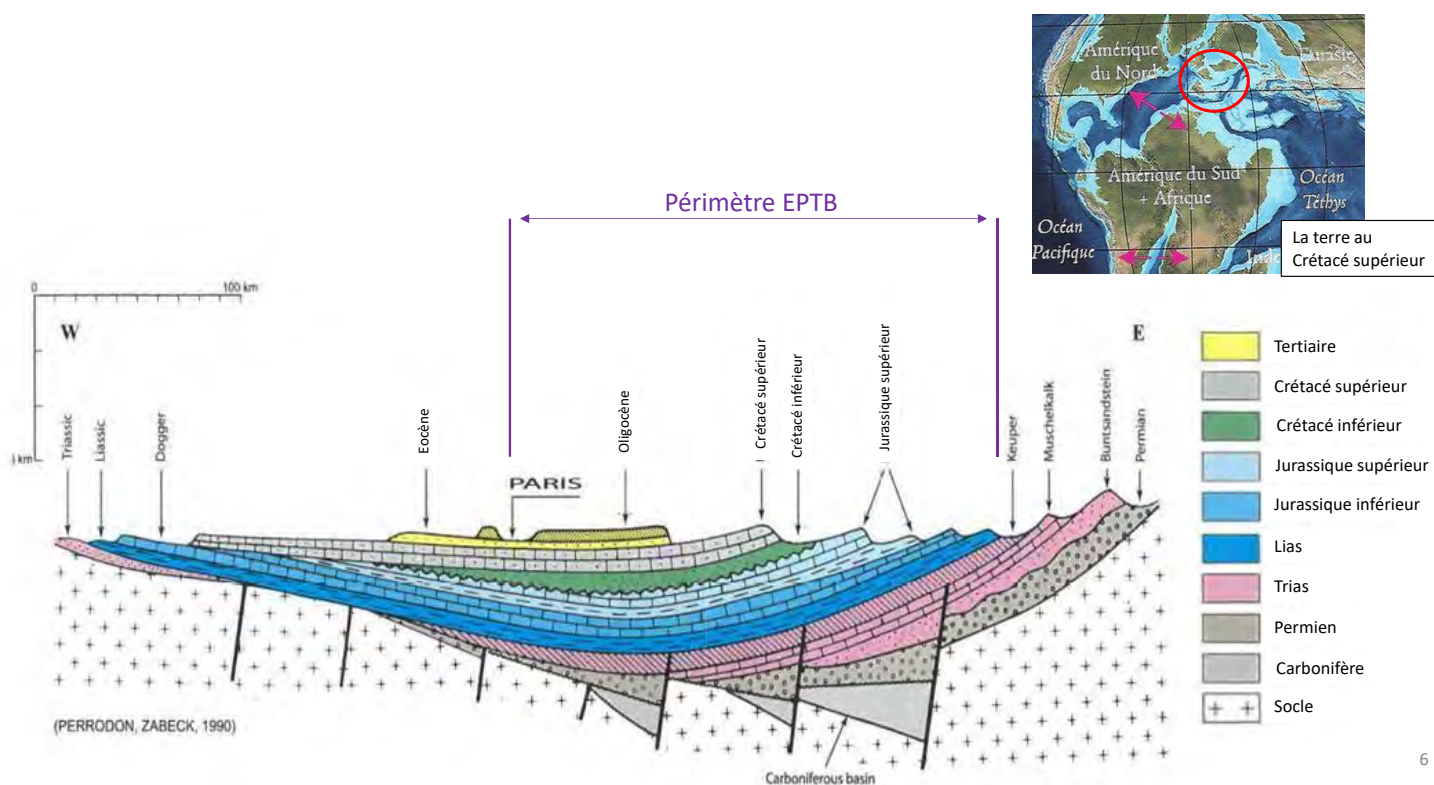 Amérique
du Nord
Eurasie
Amérique du Sud
+ Afrique
Océan
Téthys
Océan
Pacifique
La terre au
Crétacé supérieur
Périmètre EPTB
0
100 km
W
E
km
Triassic
Liassic
Dogger
Eocène
PARIS
Oligocène
Crétacé supérieur
Crétacé inférieur
Jurassique supérieur
Keuper
Muschelkalk
Buntsandstein
Permian
Tertiaire
Crétacé supérieur
Crétacé inférieur
Jurassique supérieur
Jurassique inférieur
Lias
Trias
Permien
Carbonifère
Socle
(PERRODON, ZABECK, 1990)
Carboniferous basin
6